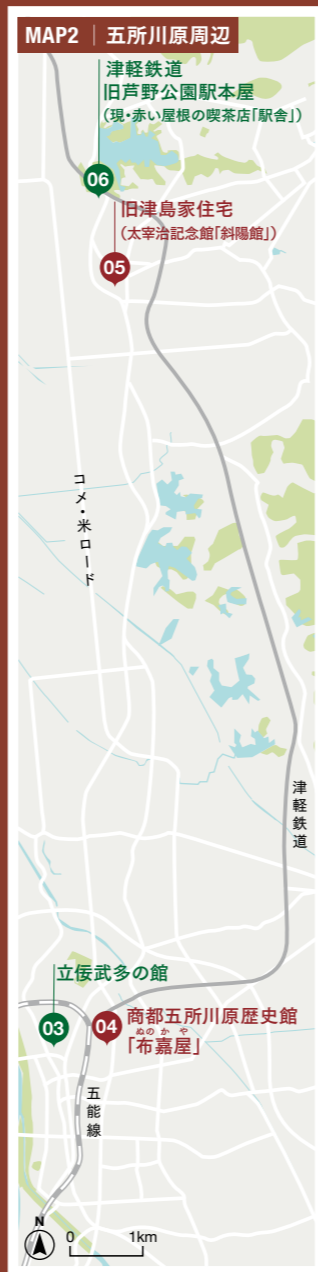 MAP2 | 五所川原周辺
津軽鉄道
旧芦野公園駅本屋
（現・赤い屋根の喫茶店「駅舎」）
06
旧津島家住宅
（太宰治記念館「斜陽館」）
05
コメ・米ロード
津軽鉄道
立佞武多の館
03
04
商都五所川原歴史館
ぬのかや
「布嘉屋」
五能線
N
0 1km